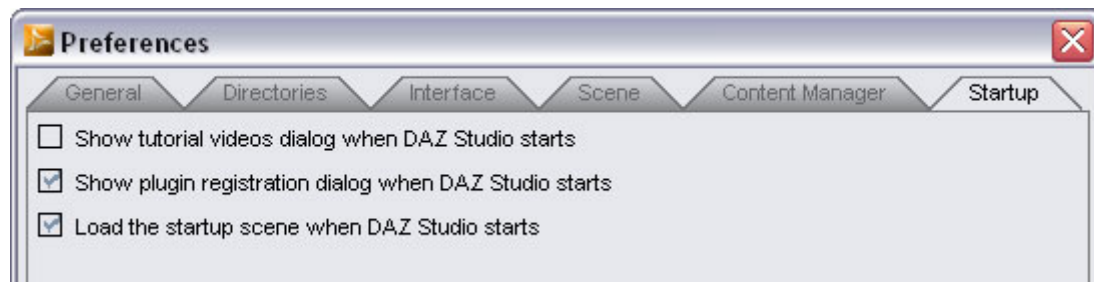 Preferences
General Directories Interface Scene Content Manager Startup
Show tutorial videos dialog when DAZ Studio starts
Show plugin registration dialog when DAZ Studio starts
Load the startup scene when DAZ Studio starts